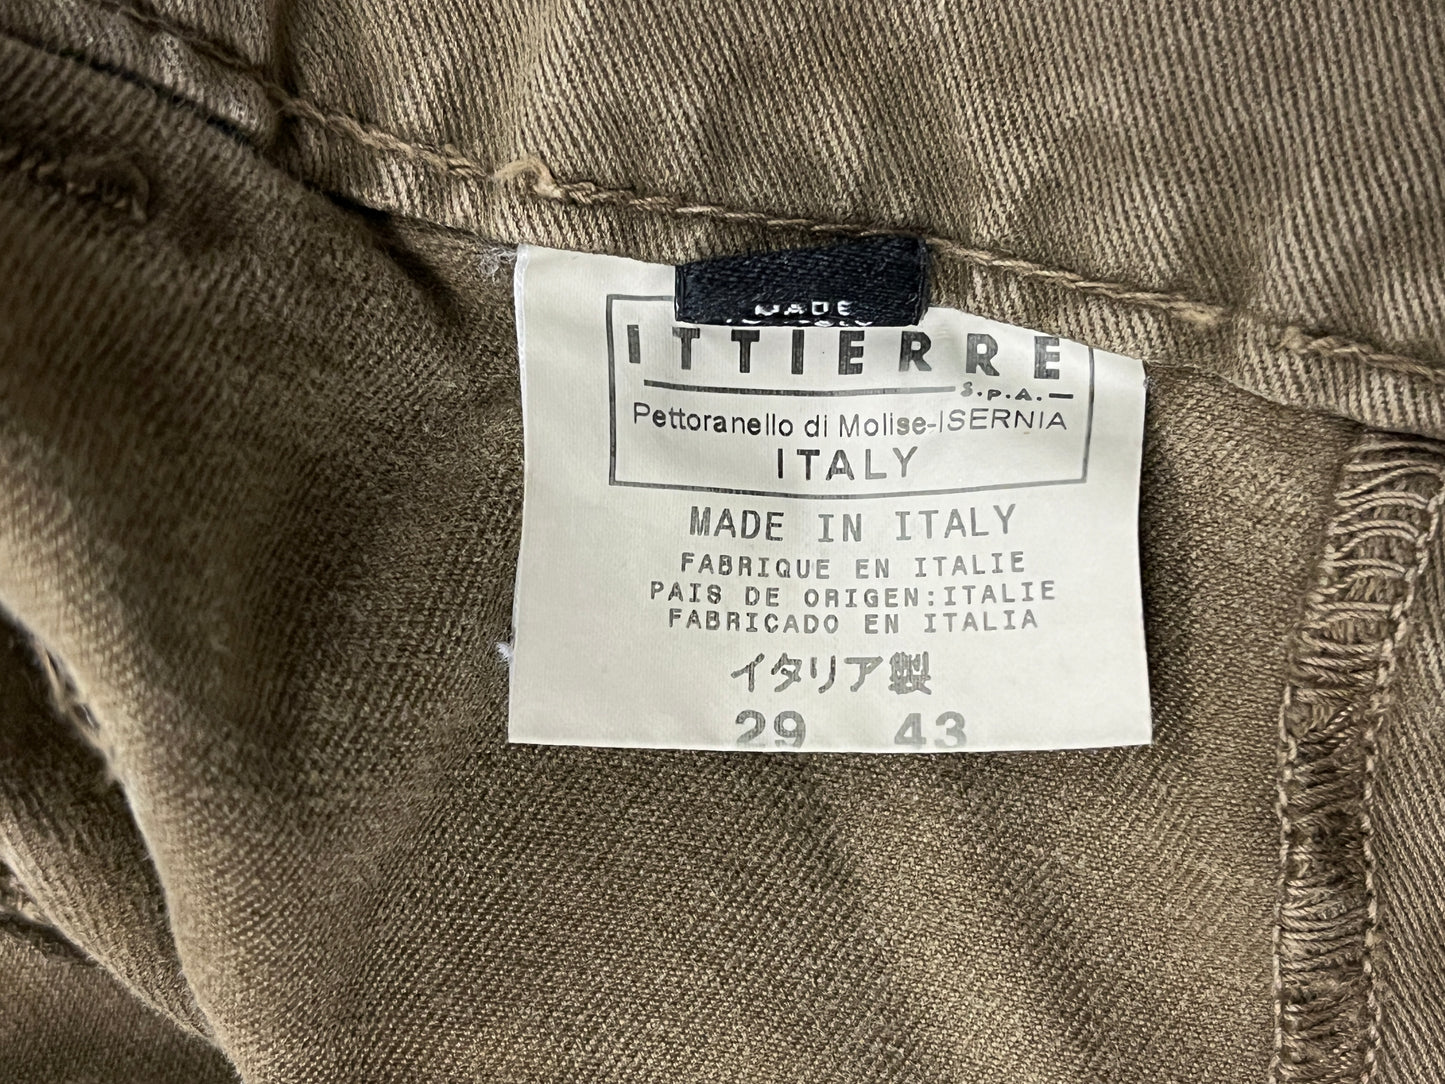 MADE
ITTIERRE
S.P.A.
Pettoranello di Molise-ISERNIA
ITALY
MADE IN ITALY
FABRIQUE EN ITALIE
PAIS DE ORIGEN:ITALIE
FABRICADO EN ITALIA
イタリア製
29 43